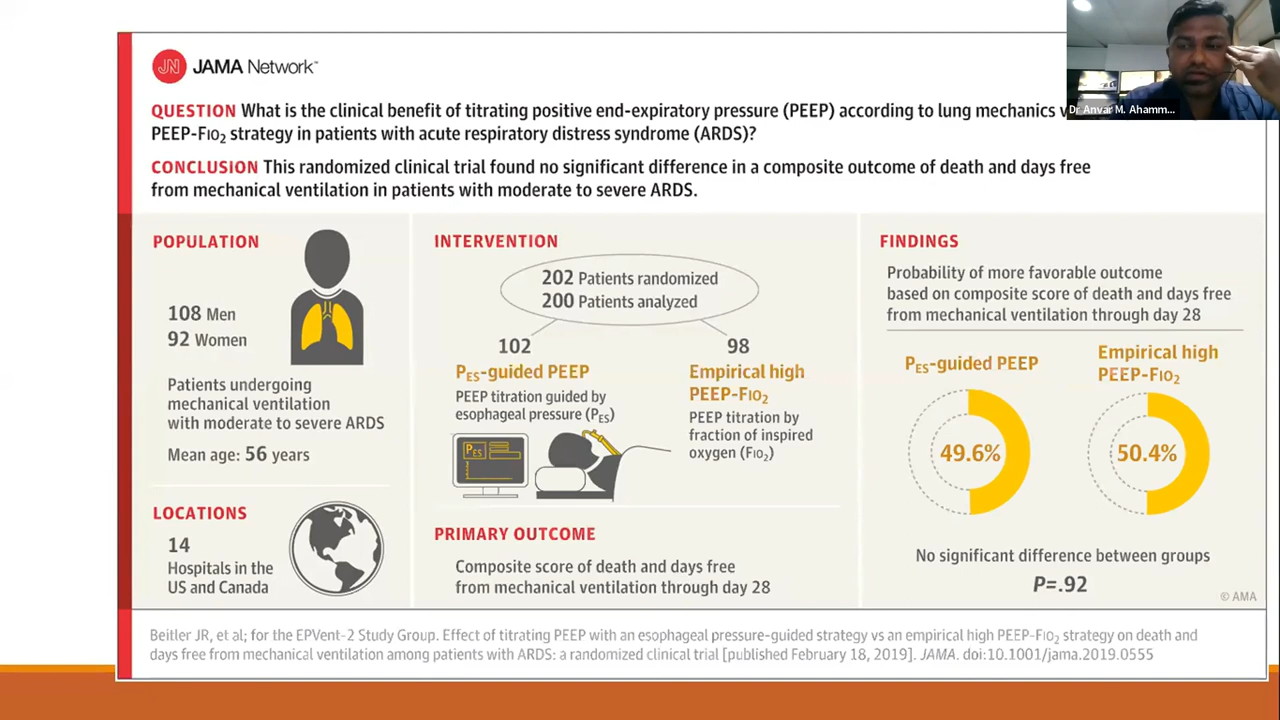 JN JAMA Network™
QUESTION What is the clinical benefit of titrating positive end-expiratory pressure (PEEP) according to lung mechanics
PEEP-FIO2 strategy in patients with acute respiratory distress syndrome (ARDS)?
CONCLUSION This randomized clinical trial found no significant difference in a composite outcome of death and days free
from mechanical ventilation in patients with moderate to severe ARDS.
Dr Anvar M. Ahamm...
POPULATION
108 Men
92 Women
Patients undergoing
mechanical ventilation
with moderate to severe ARDS
Mean age: 56 years
LOCATIONS
14
Hospitals in the
US and Canada
INTERVENTION
202 Patients randomized
200 Patients analyzed
102
PES-guided PEEP
PEEP titration guided by
esophageal pressure (PES)
PES
98
Empirical high
PEEP-FIO2
PEEP titration by
fraction of inspired
oxygen (FIO2)
PRIMARY OUTCOME
Composite score of death and days free
from mechanical ventilation through day 28
FINDINGS
Probability of more favorable outcome
based on composite score of death and days free
from mechanical ventilation through day 28
PES-guided PEEP
49.6%
Empirical high
PEEP-FIO2
50.4%
No significant difference between groups
P=.92
© AMA
Beitler JR, et al; for the EPVent-2 Study Group. Effect of titrating PEEP with an esophageal pressure-guided strategy vs an empirical high PEEP-FIO2 strategy on death and
days free from mechanical ventilation among patients with ARDS: a randomized clinical trial [published February 18, 2019]. JAMA. doi:10.1001/jama.2019.0555